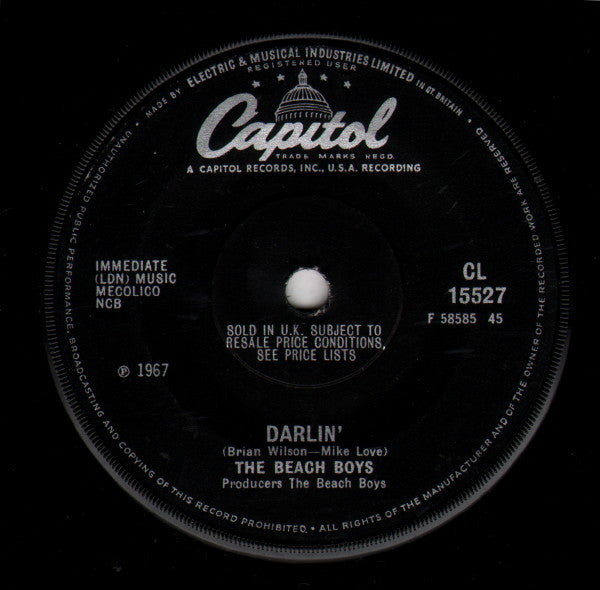 MADE BY ELECTRIC & MUSICAL INDUSTRIES LIMITED IN GT. BRITAIN •
REGISTERED USER
Capitol
TRADE MARKS REGD.
A CAPITOL RECORDS, INC., U.S.A. RECORDING
IMMEDIATE
(LDN) MUSIC
MECOLICO
NCB
CL
15527
F 58585 45
SOLD IN U.K. SUBJECT TO
RESALE PRICE CONDITIONS,
SEE PRICE LISTS
℗ 1967
DARLIN'
(Brian Wilson—Mike Love)
THE BEACH BOYS
Producers The Beach Boys
UNAUTHORIZED PUBLIC PERFORMANCE, BROADCASTING AND COPYING OF THIS RECORD PROHIBITED. • ALL RIGHTS OF THE MANUFACTURER AND OF THE OWNER OF THE RECORDED WORK ARE RESERVED